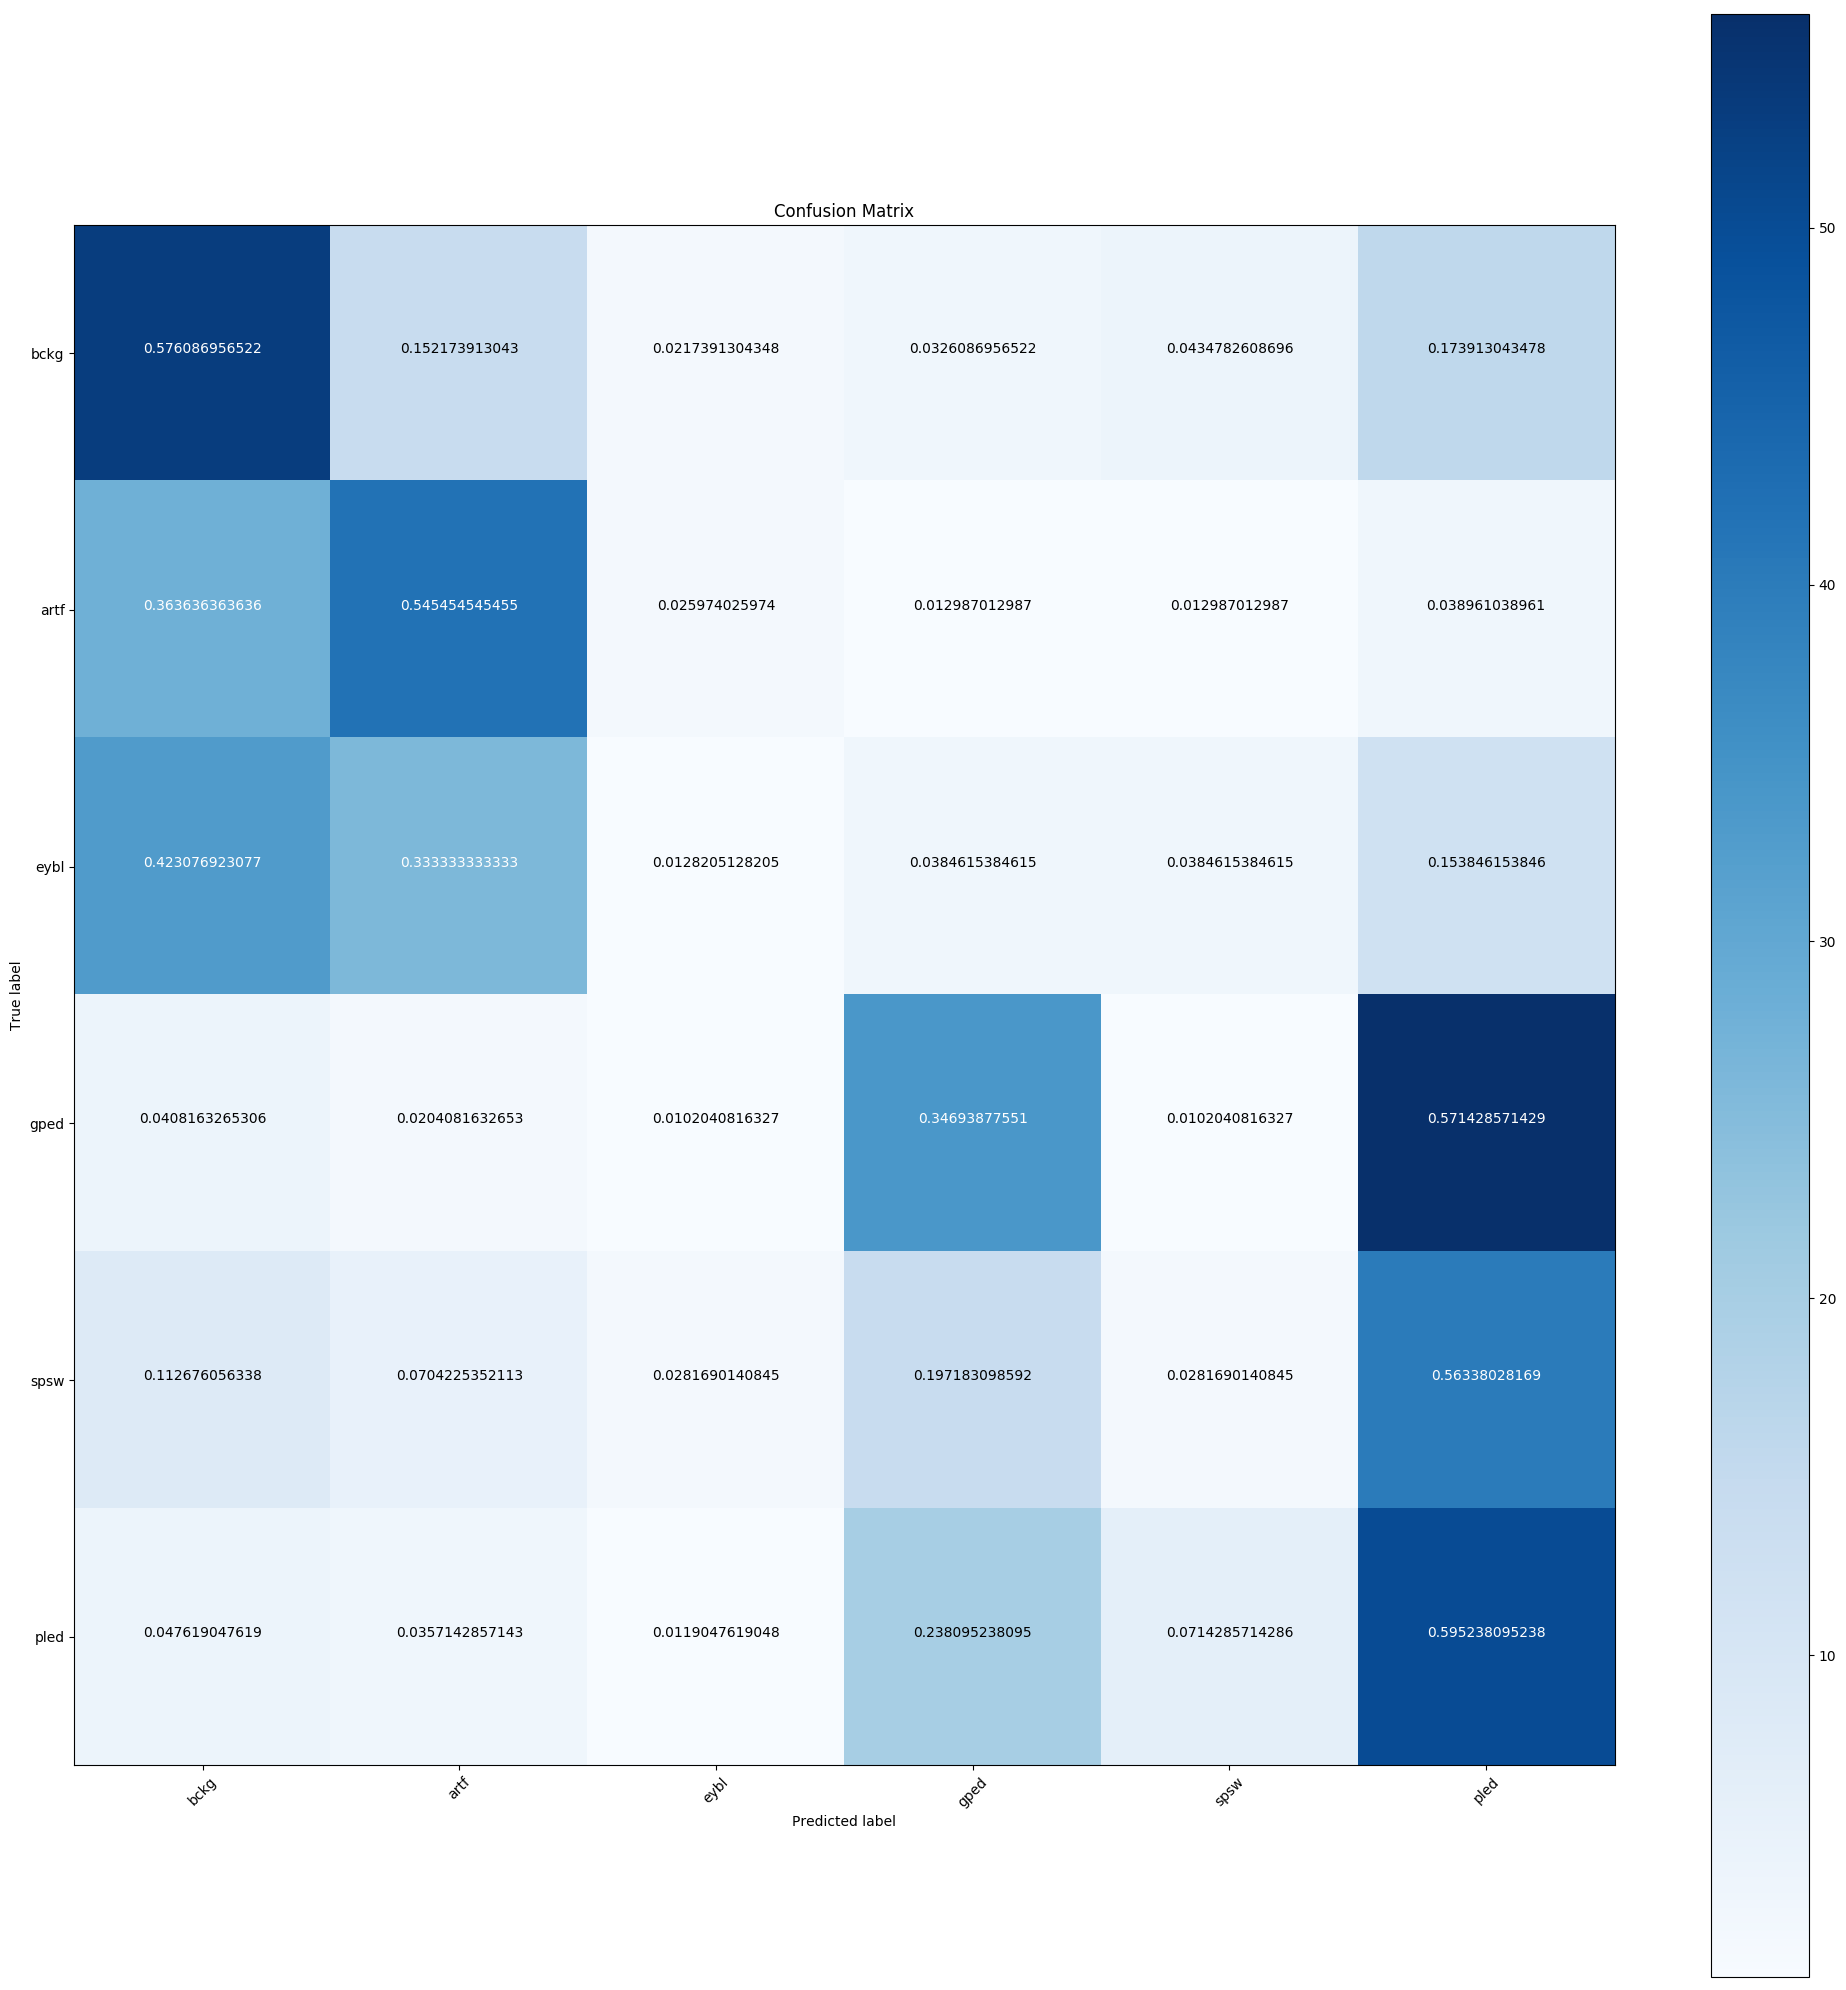 Confusion Matrix
bckg 0.576086956522 0.152173913043 0.0217391304348 0.0326086956522 0.0434782608696 0.173913043478
artf 0.363636363636 0.545454545455 0.025974025974 0.012987012987 0.012987012987 0.038961038961
eybl 0.423076923077 0.333333333333 0.0128205128205 0.0384615384615 0.0384615384615 0.153846153846
gped 0.0408163265306 0.0204081632653 0.0102040816327 0.34693877551 0.0102040816327 0.571428571429
spsw 0.112676056338 0.0704225352113 0.0281690140845 0.197183098592 0.0281690140845 0.56338028169
pled 0.047619047619 0.0357142857143 0.0119047619048 0.238095238095 0.0714285714286 0.595238095238
bckg artf eybl gped spsw pled
Predicted label
True label
50
40
30
20
10